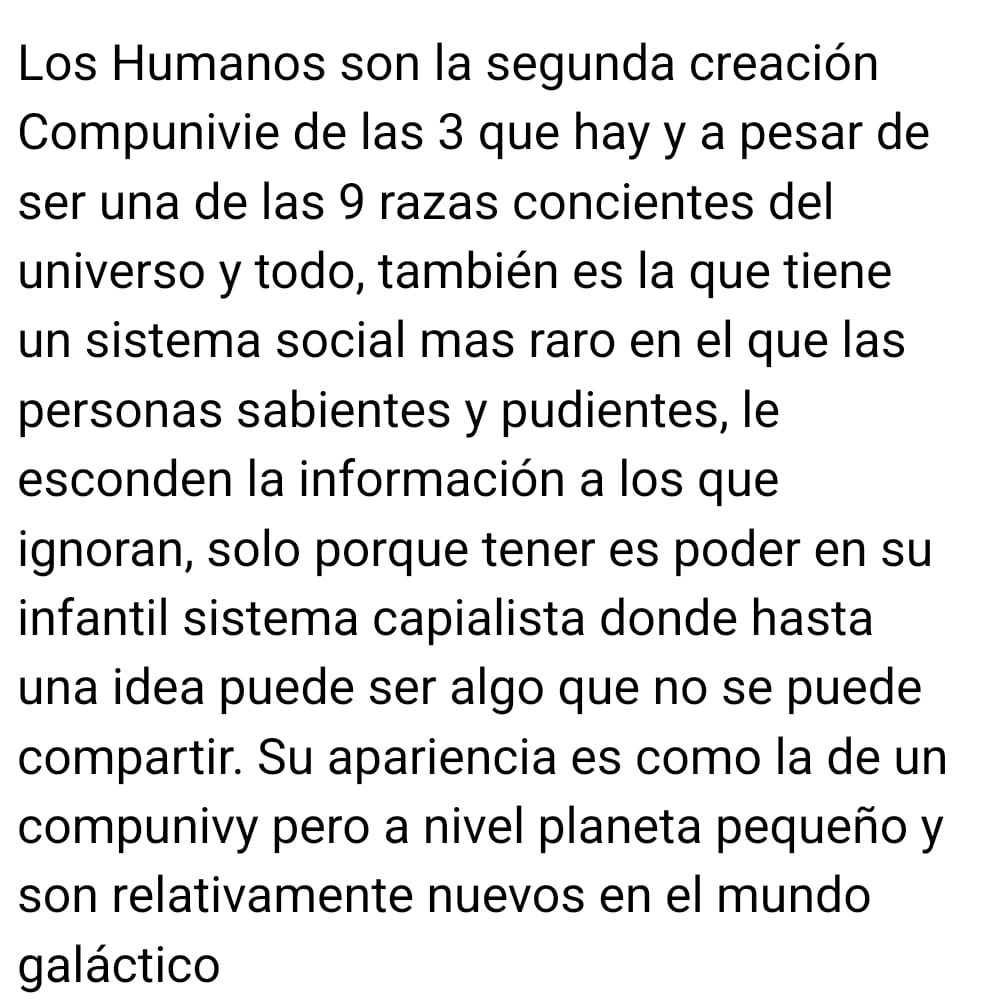 Los Humanos son la segunda creación
Compunivie de las 3 que hay y a pesar de
ser una de las 9 razas concientes del
universo y todo, también es la que tiene
un sistema social mas raro en el que las
personas sabientes y pudientes, le
esconden la información a los que
ignoran, solo porque tener es poder en su
infantil sistema capialista donde hasta
una idea puede ser algo que no se puede
compartir. Su apariencia es como la de un
compunivy pero a nivel planeta pequeño y
son relativamente nuevos en el mundo
galáctico